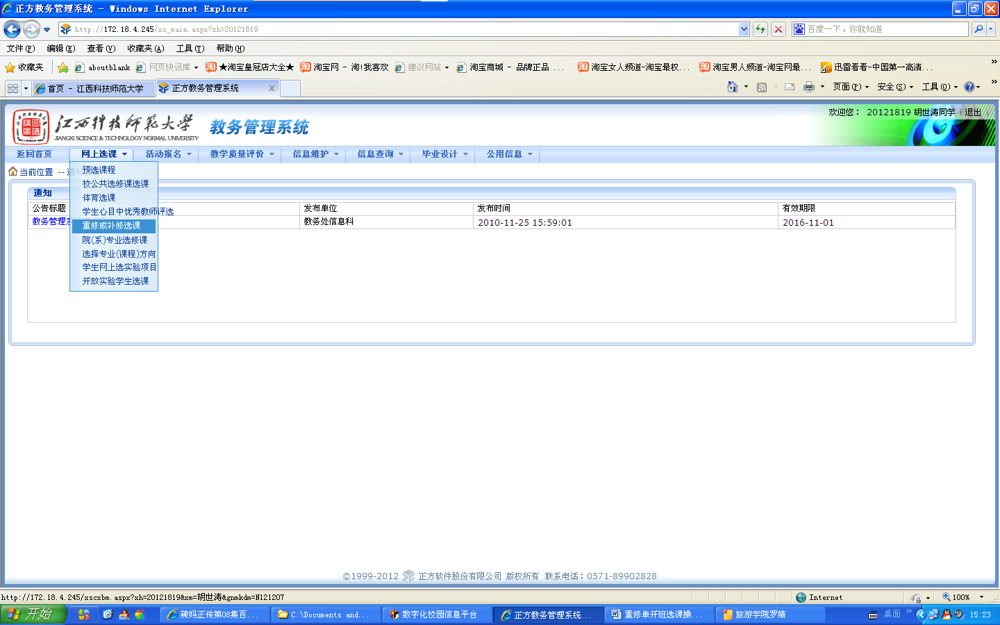 正方教务管理系统 - Windows Internet Explorer
http://172.18.4.245/xs_main.aspx?xh=20121819
百度一下，你就知道
文件(F) 编辑(E) 查看(V) 收藏夹(A) 工具(T) 帮助(H)
收藏夹 aboutblank 网页快讯库 ★淘宝皇冠店大全★ 淘宝网 - 淘!我喜欢 建议网站 淘宝商城 - 品牌正品 ... 淘宝女人频道-淘宝最权... 淘宝男人频道-淘宝网最... 迅雷看看-中国第一高清...
首页 - 江西科技师范大学 正方教务管理系统 页面(P) 安全(S) 工具(O)
江西科技师范大学 教务管理系统
JIANGXI SCIENCE & TECHNOLOGY NORMAL UNIVERSITY
欢迎您： 20121819 胡世涛同学 退出
返回首页 网上选课 活动报名 教学质量评价 信息维护 信息查询 毕业设计 公用信息
当前位置 -- 通
预选课程
校公共选修课选课
体育选课
学生心目中优秀教师评选
重修或补修选课
院(系)专业选修课
选择专业(课程)方向
学生网上选实验项目
开放实验学生选课
通知
公告标题 发布单位 发布时间 有效期限
教务管理系 教务处信息科 2010-11-25 15:59:01 2016-11-01
©1999-2012 正方软件股份有限公司 版权所有 联系电话：0571-89902828
http://172.18.4.245/xscxbm.aspx?xh=20121819&xm=胡世涛&gnmkdm=N121207 Internet 100%
开始 辣妈正传第08集百... C:\Documents and... 数字化校园信息平台 正方教务管理系统... 重修单开班选课操... 旅游学院罗婧 桌面 15:23